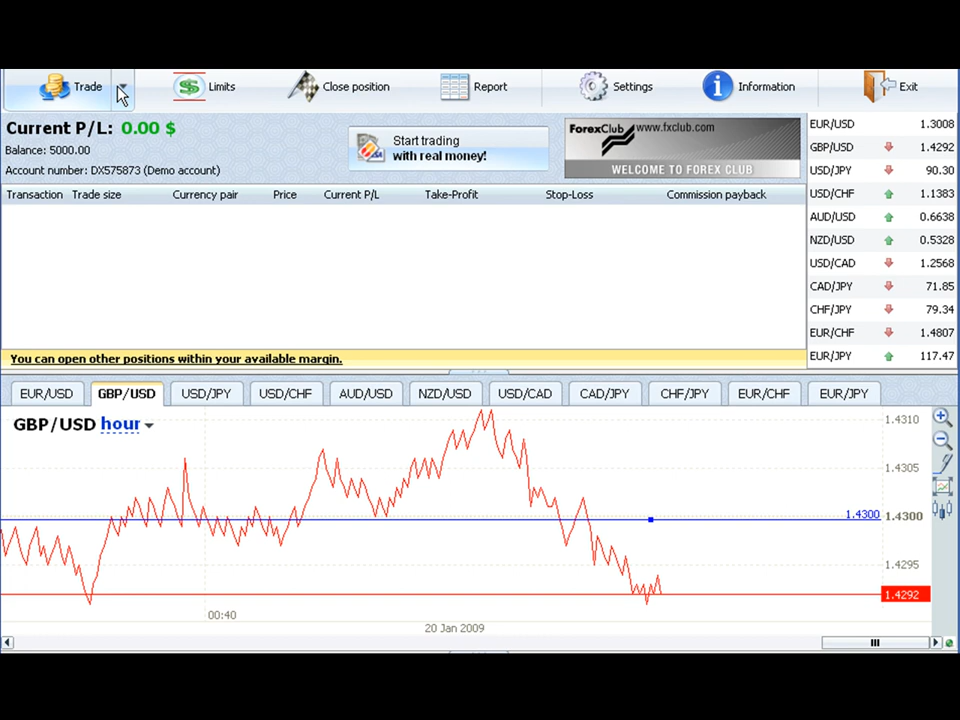 Trade Limits Close position Report Settings Information Exit
Current P/L: 0.00 $
Balance: 5000.00
Account number: DX575873 (Demo account)
Start trading
with real money!
ForexClub www.fxclub.com
WELCOME TO FOREX CLUB
Transaction Trade size Currency pair Price Current P/L Take-Profit Stop-Loss Commission payback
EUR/USD 1.3008
GBP/USD 1.4292
USD/JPY 90.30
USD/CHF 1.1383
AUD/USD 0.6638
NZD/USD 0.5328
USD/CAD 1.2568
CAD/JPY 71.85
CHF/JPY 79.34
EUR/CHF 1.4807
EUR/JPY 117.47
You can open other positions within your available margin.
EUR/USD GBP/USD USD/JPY USD/CHF AUD/USD NZD/USD USD/CAD CAD/JPY CHF/JPY EUR/CHF EUR/JPY
GBP/USD hour
1.4310
1.4305
1.4300 1.4300
1.4295
1.4292
00:40
20 Jan 2009